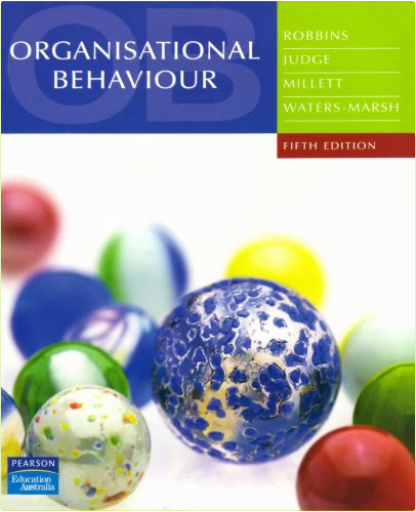 OB
ORGANISATIONAL
BEHAVIOUR
ROBBINS
JUDGE
MILLETT
WATERS-MARSH
FIFTH EDITION
PEARSON
Education
Australia